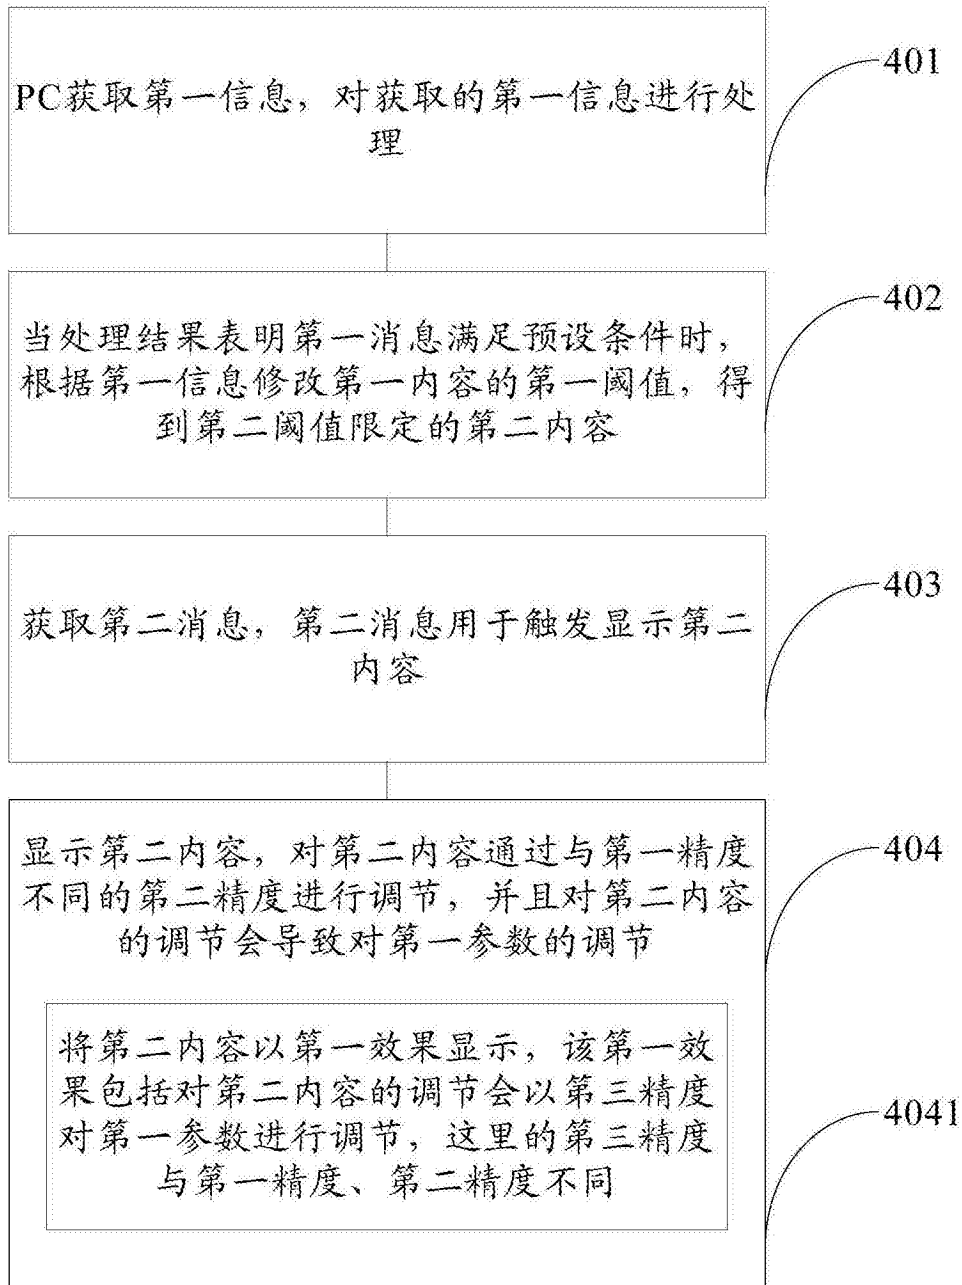 PC获取第一信息，对获取的第一信息进行处
理
401
当处理结果表明第一消息满足预设条件时，
根据第一信息修改第一内容的第一阈值，得
到第二阈值限定的第二内容
402
获取第二消息，第二消息用于触发显示第二
内容
403
显示第二内容，对第二内容通过与第一精度
不同的第二精度进行调节，并且对第二内容
的调节会导致对第一参数的调节
404
将第二内容以第一效果显示，该第一效
果包括对第二内容的调节会以第三精度
对第一参数进行调节，这里的第三精度
与第一精度、第二精度不同
4041